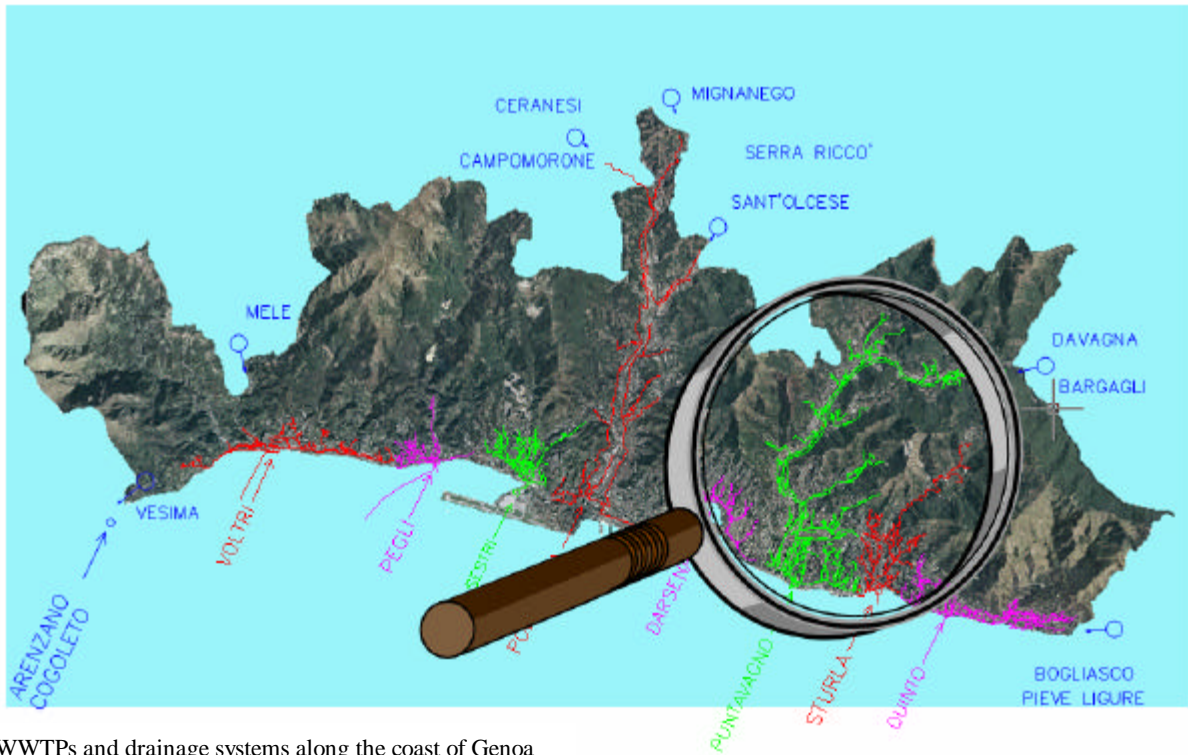 CERANESI
MIGNANEGO
CAMPOMORONE
SERRA RICCO'
SANT'OLCESE
MELE
DAVAGNA
BARGAGLI
VESIMA
VOLTRI
PEGLI
SESTRI
ARENZANO
COGOLETO
PUNTAVAGNO
STURLA
QUINTO
BOGLIASCO
PIEVE LIGURE
WWTPs and drainage systems along the coast of Genoa